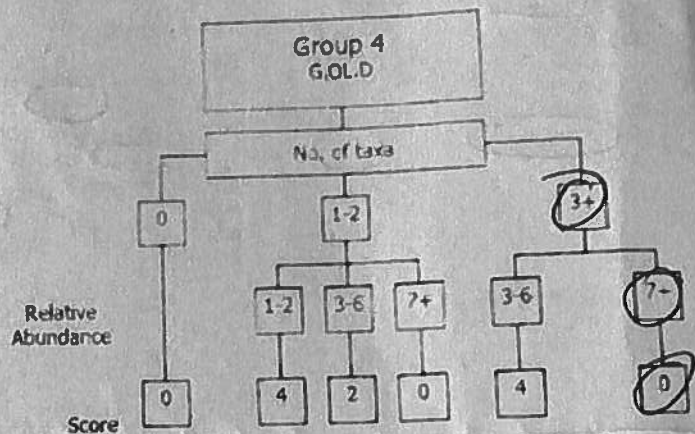 Group 4
G.OL.D
No. of taxa
0 1-2 3+
Relative Abundance
1-2 3-6 7+ 3-6 7+
Score
0 4 2 0 4 0